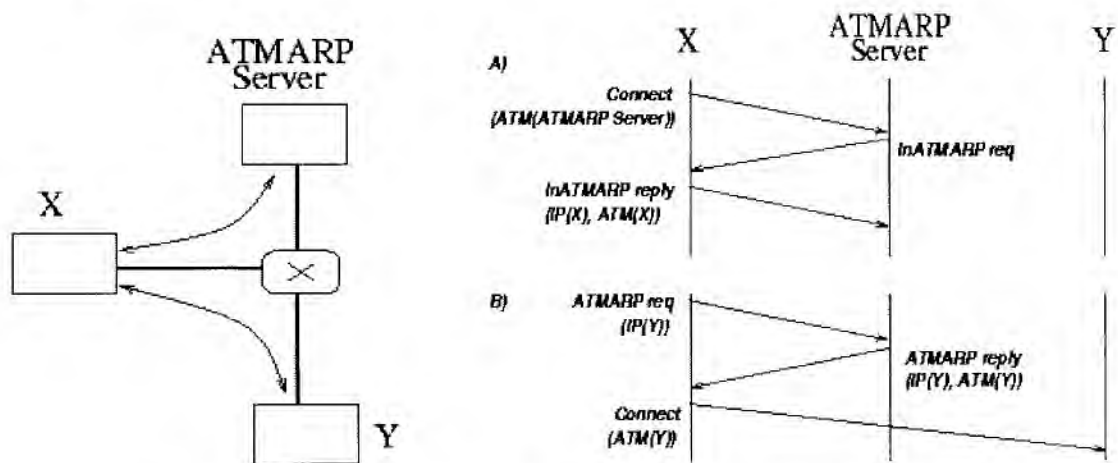 ATMARP
Server
X
Y
X
ATMARP
Server
Y
A)
Connect
(ATM(ATMARP Server))
InATMARP req
InATMARP reply
(IP(X), ATM(X))
B)
ATMARP req
(IP(Y))
ATMARP reply
(IP(Y), ATM(Y))
Connect
(ATM(Y))